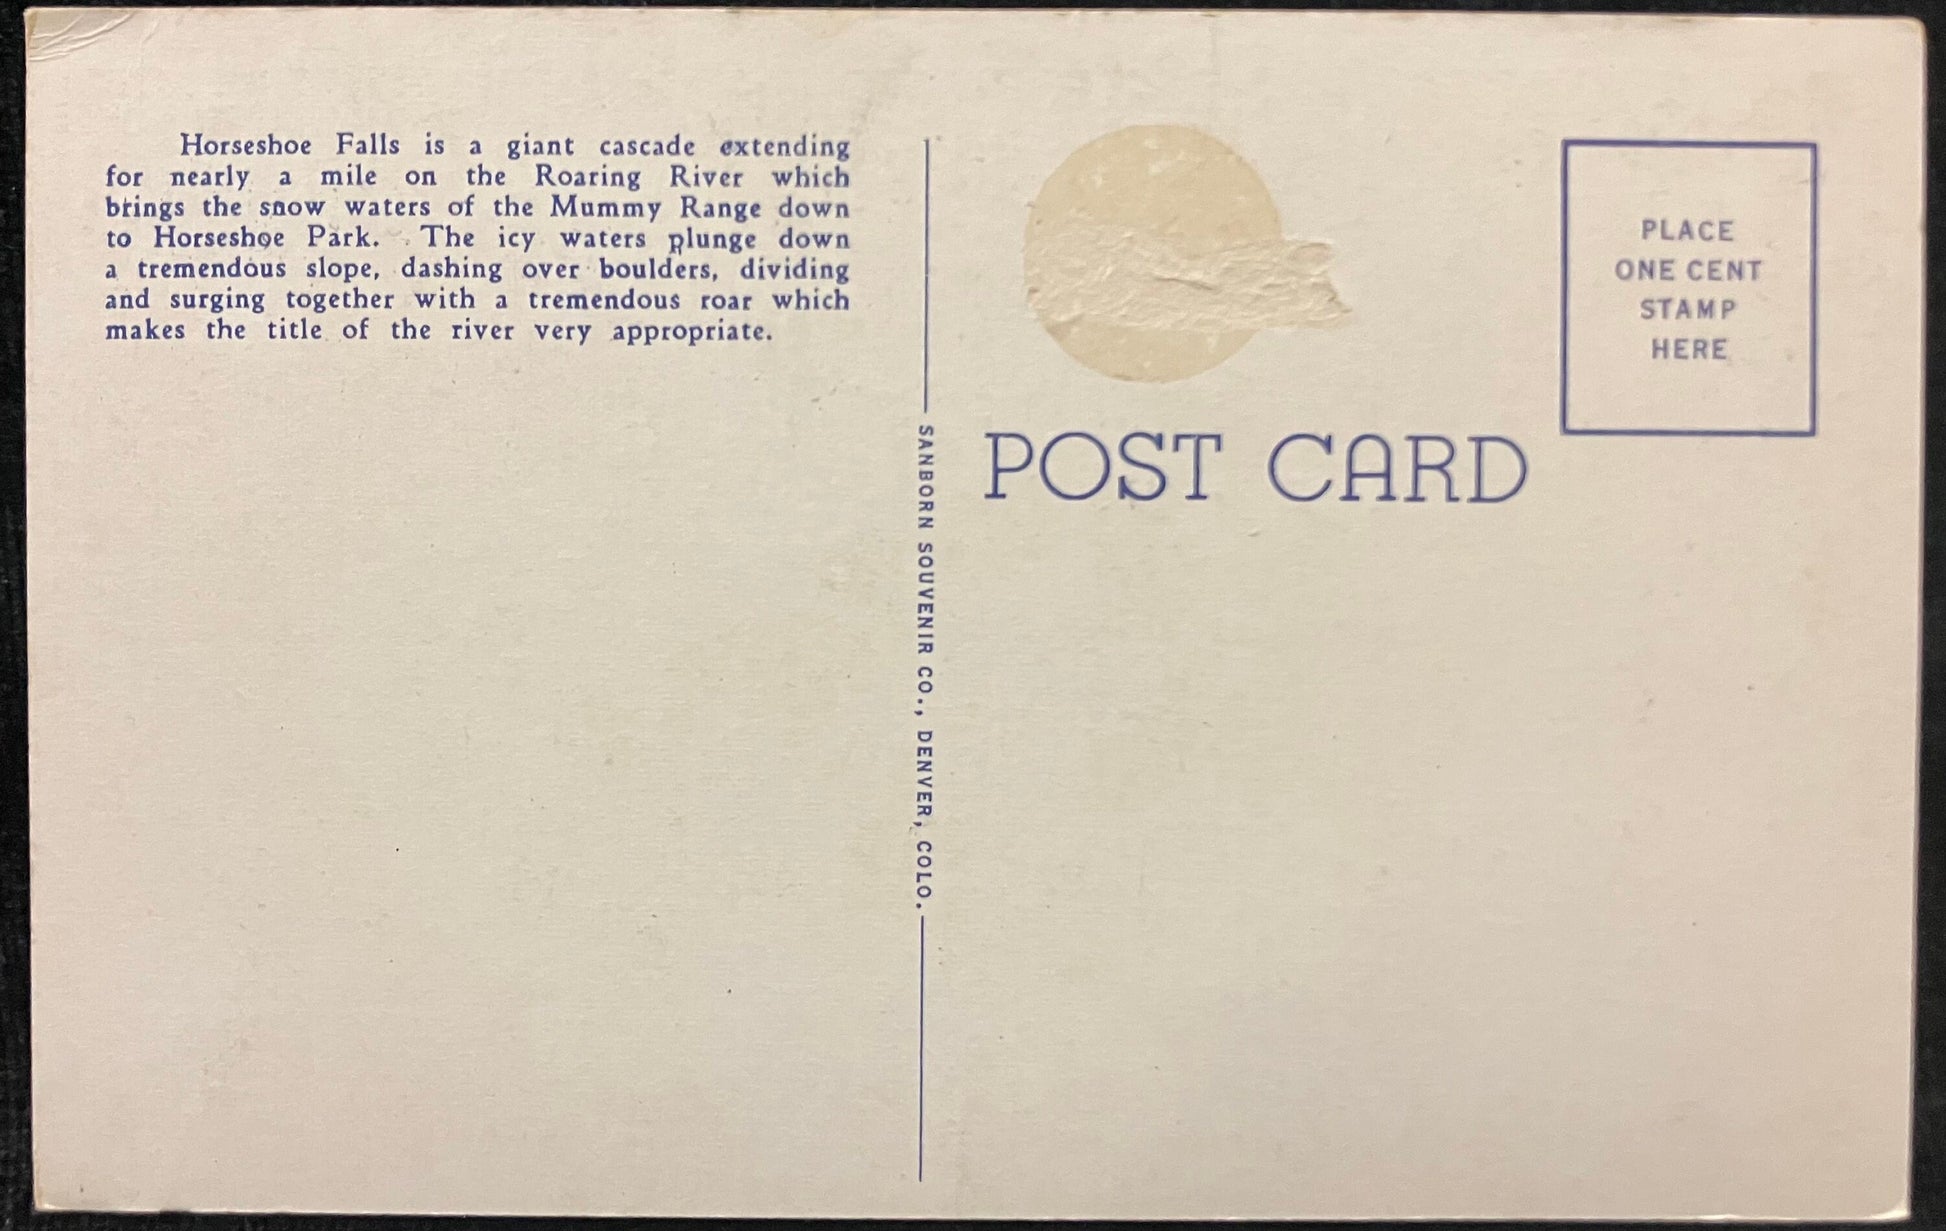 Horseshoe Falls is a giant cascade extending
for nearly a mile on the Roaring River which
brings the snow waters of the Mummy Range down
to Horseshoe Park. The icy waters plunge down
a tremendous slope, dashing over boulders, dividing
and surging together with a tremendous roar which
makes the title of the river very appropriate.
SANBORN SOUVENIR CO., DENVER, COLO.
POST CARD
PLACE
ONE CENT
STAMP
HERE